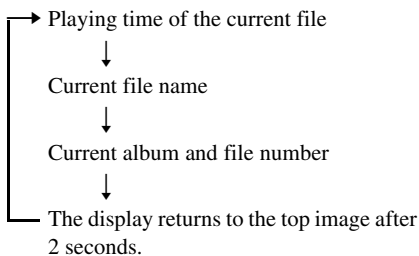 Playing time of the current file
Current file name
Current album and file number
The display returns to the top image after
2 seconds.